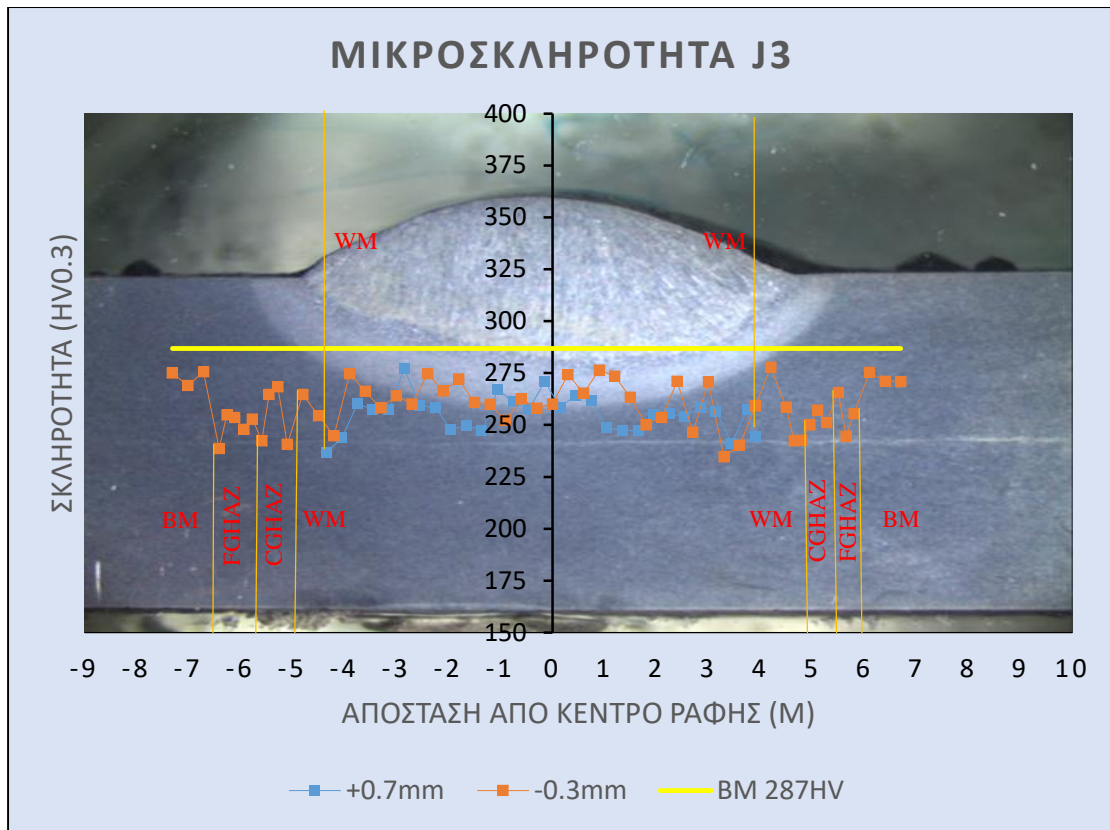 ΜΙΚΡΟΣΚΛΗΡΟΤΗΤΑ J3
ΣΚΛΗΡΟΤΗΤΑ (HV0.3)
400
375
350
325
300
275
250
225
200
175
150
WM WM
BM FGHAZ CGHAZ WM WM CGHAZ FGHAZ BM
-9 -8 -7 -6 -5 -4 -3 -2 -1 0 1 2 3 4 5 6 7 8 9 10
ΑΠΟΣΤΑΣΗ ΑΠΟ ΚΕΝΤΡΟ ΡΑΦΗΣ (Μ)
+0.7mm -0.3mm BM 287HV